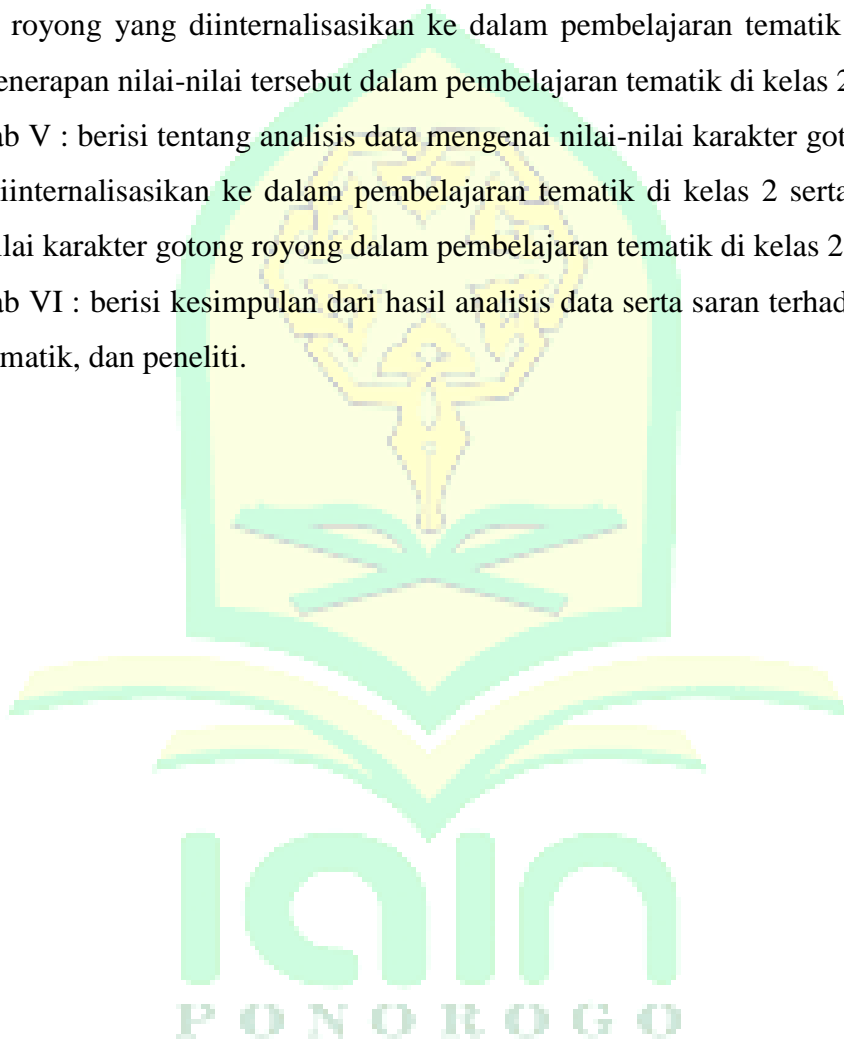 royong yang diinternalisasikan ke dalam pembelajaran tematik
enerapan nilai-nilai tersebut dalam pembelajaran tematik di kelas 2
ab V : berisi tentang analisis data mengenai nilai-nilai karakter got
iinternalisasikan ke dalam pembelajaran tematik di kelas 2 serta
lai karakter gotong royong dalam pembelajaran tematik di kelas 2
ab VI : berisi kesimpulan dari hasil analisis data serta saran terhad
matik, dan peneliti.
iain
PONOROGO